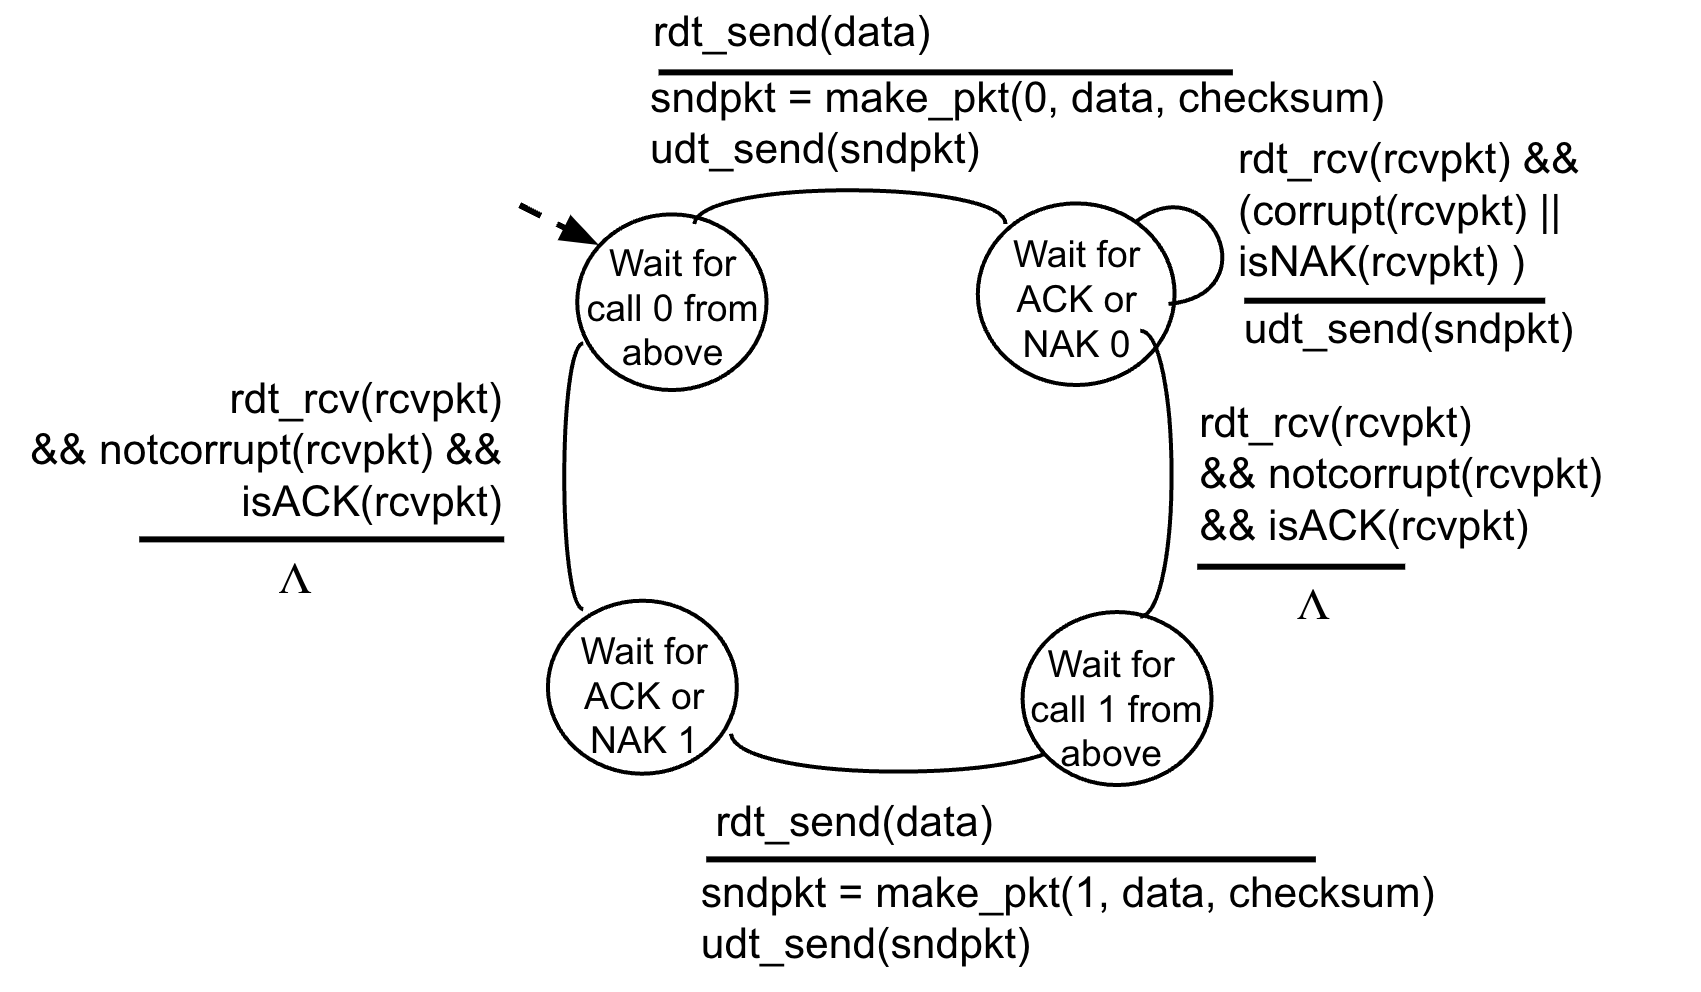 rdt_send(data)
sndpkt = make_pkt(0, data, checksum)
udt_send(sndpkt)
rdt_rcv(rcvpkt) &&
(corrupt(rcvpkt) ||
isNAK(rcvpkt) )
udt_send(sndpkt)
Wait for
call 0 from
above
Wait for
ACK or
NAK 0
rdt_rcv(rcvpkt)
&& notcorrupt(rcvpkt) &&
isACK(rcvpkt)
Λ
rdt_rcv(rcvpkt)
&& notcorrupt(rcvpkt)
&& isACK(rcvpkt)
Λ
Wait for
ACK or
NAK 1
Wait for
call 1 from
above
rdt_send(data)
sndpkt = make_pkt(1, data, checksum)
udt_send(sndpkt)